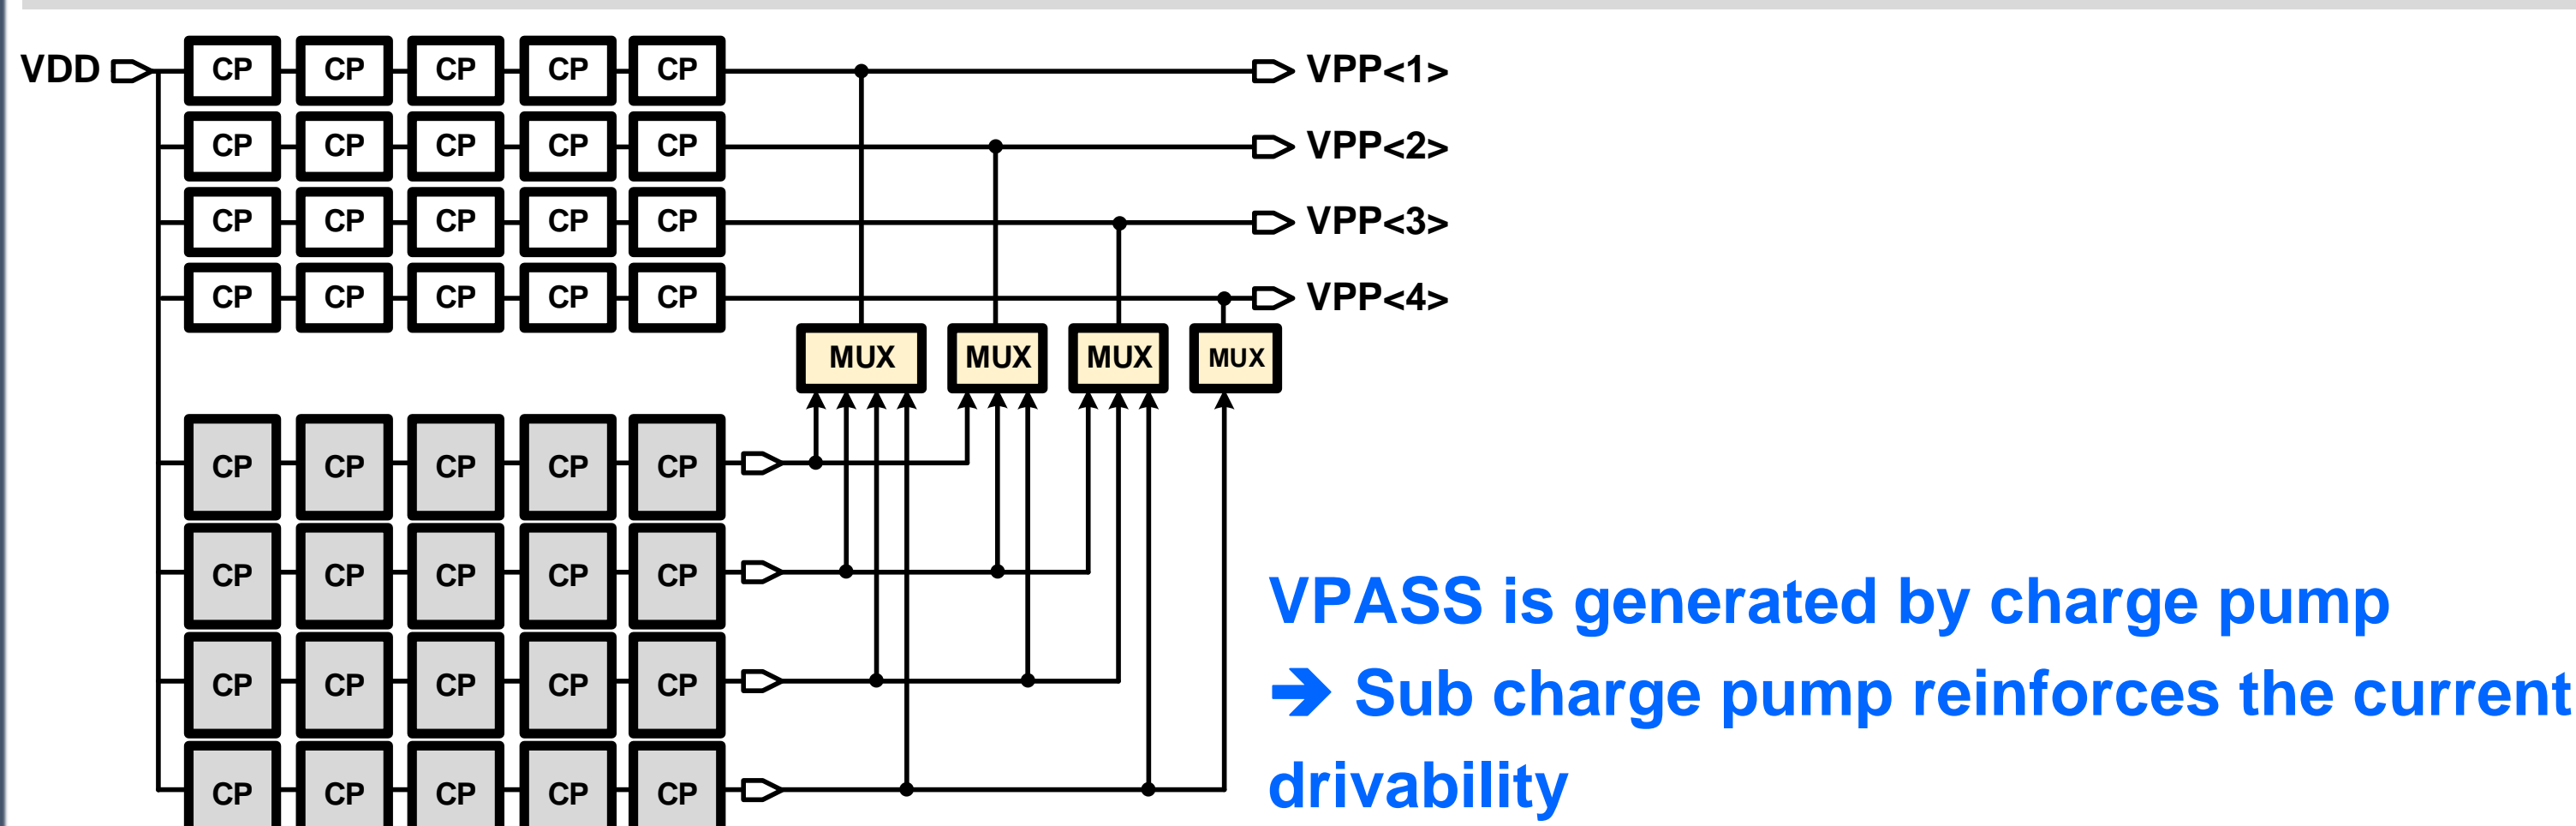 VDD CP CP CP CP CP VPP<1>
CP CP CP CP CP VPP<2>
CP CP CP CP CP VPP<3>
CP CP CP CP CP VPP<4>
MUX MUX MUX MUX
CP CP CP CP CP
CP CP CP CP CP
CP CP CP CP CP
CP CP CP CP CP
VPASS is generated by charge pump
➔ Sub charge pump reinforces the current
drivability